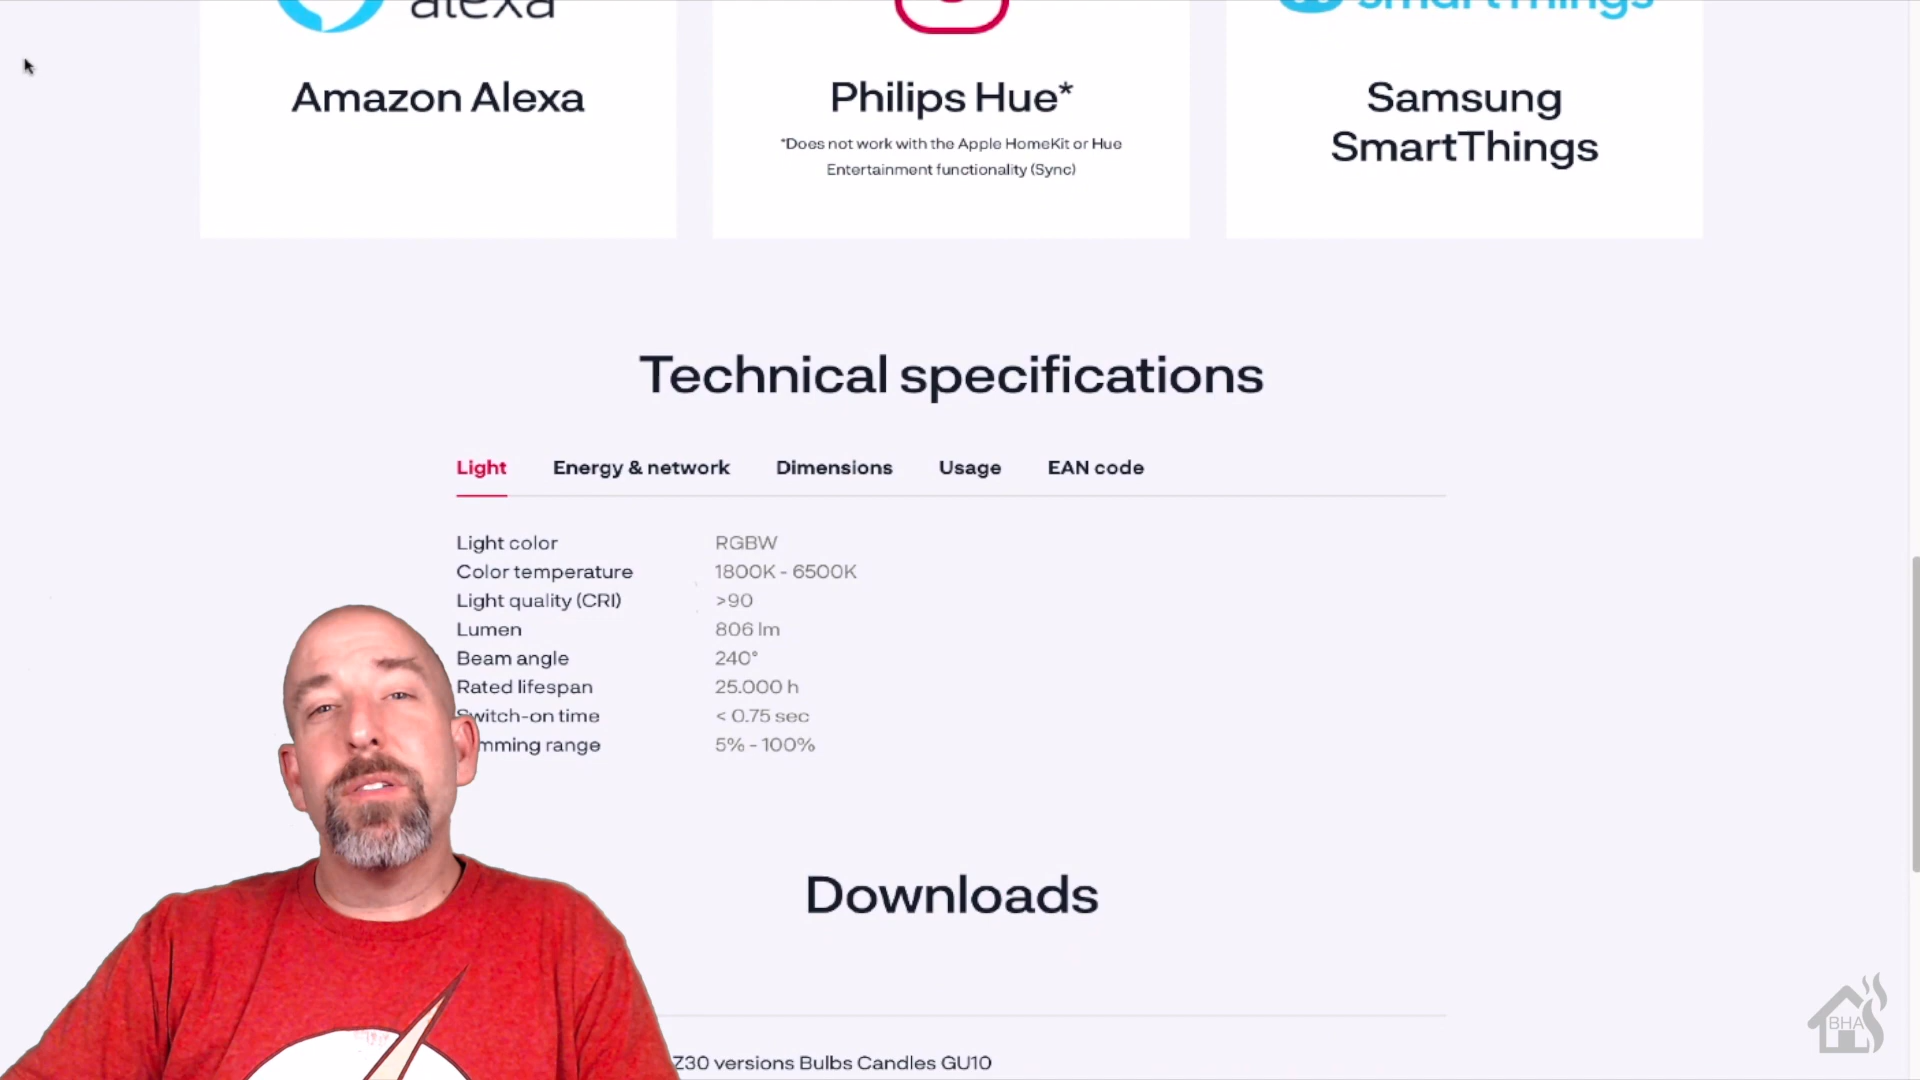 alexa
SmartThings
Amazon Alexa
Philips Hue*
*Does not work with the Apple HomeKit or Hue
Entertainment functionality (Sync)
Samsung
SmartThings
Technical specifications
Light Energy & network Dimensions Usage EAN code
Light color RGBW
Color temperature 1800K - 6500K
Light quality (CRI) >90
Lumen 806 lm
Beam angle 240°
Rated lifespan 25.000 h
Switch-on time < 0.75 sec
mming range 5% - 100%
Downloads
Z30 versions Bulbs Candles GU10
BHA